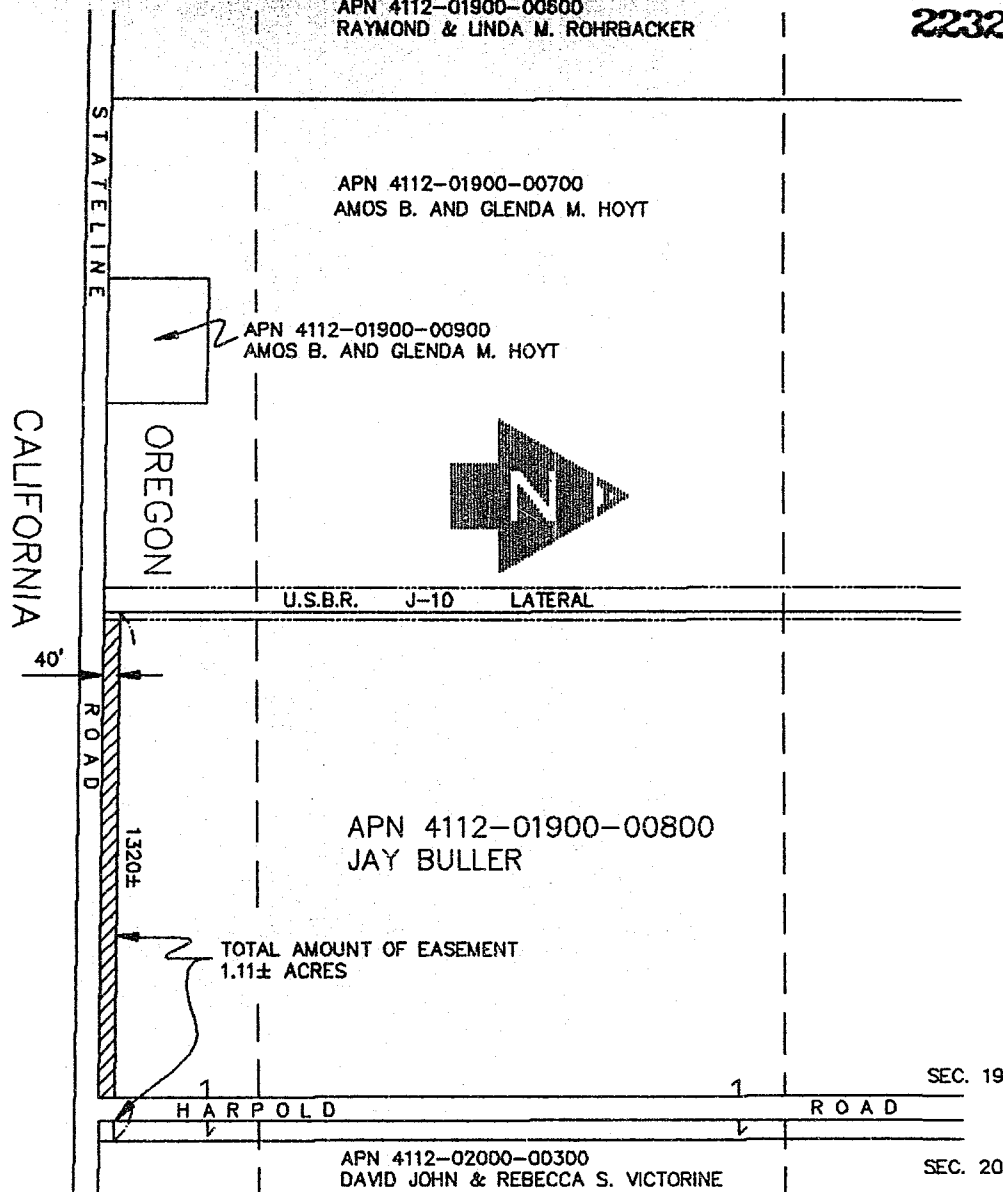 APN 4112-01900-00600
RAYMOND & LINDA M. ROHRBACKER
2232
STATELINE
APN 4112-01900-00700
AMOS B. AND GLENDA M. HOYT
APN 4112-01900-00900
AMOS B. AND GLENDA M. HOYT
CALIFORNIA
OREGON
N
U.S.B.R. J-10 LATERAL
40'
ROAD
1320±
APN 4112-01900-00800
JAY BULLER
TOTAL AMOUNT OF EASEMENT
1.11± ACRES
SEC. 19
HARPOLD ROAD
SEC. 20
APN 4112-02000-00300
DAVID JOHN & REBECCA S. VICTORINE